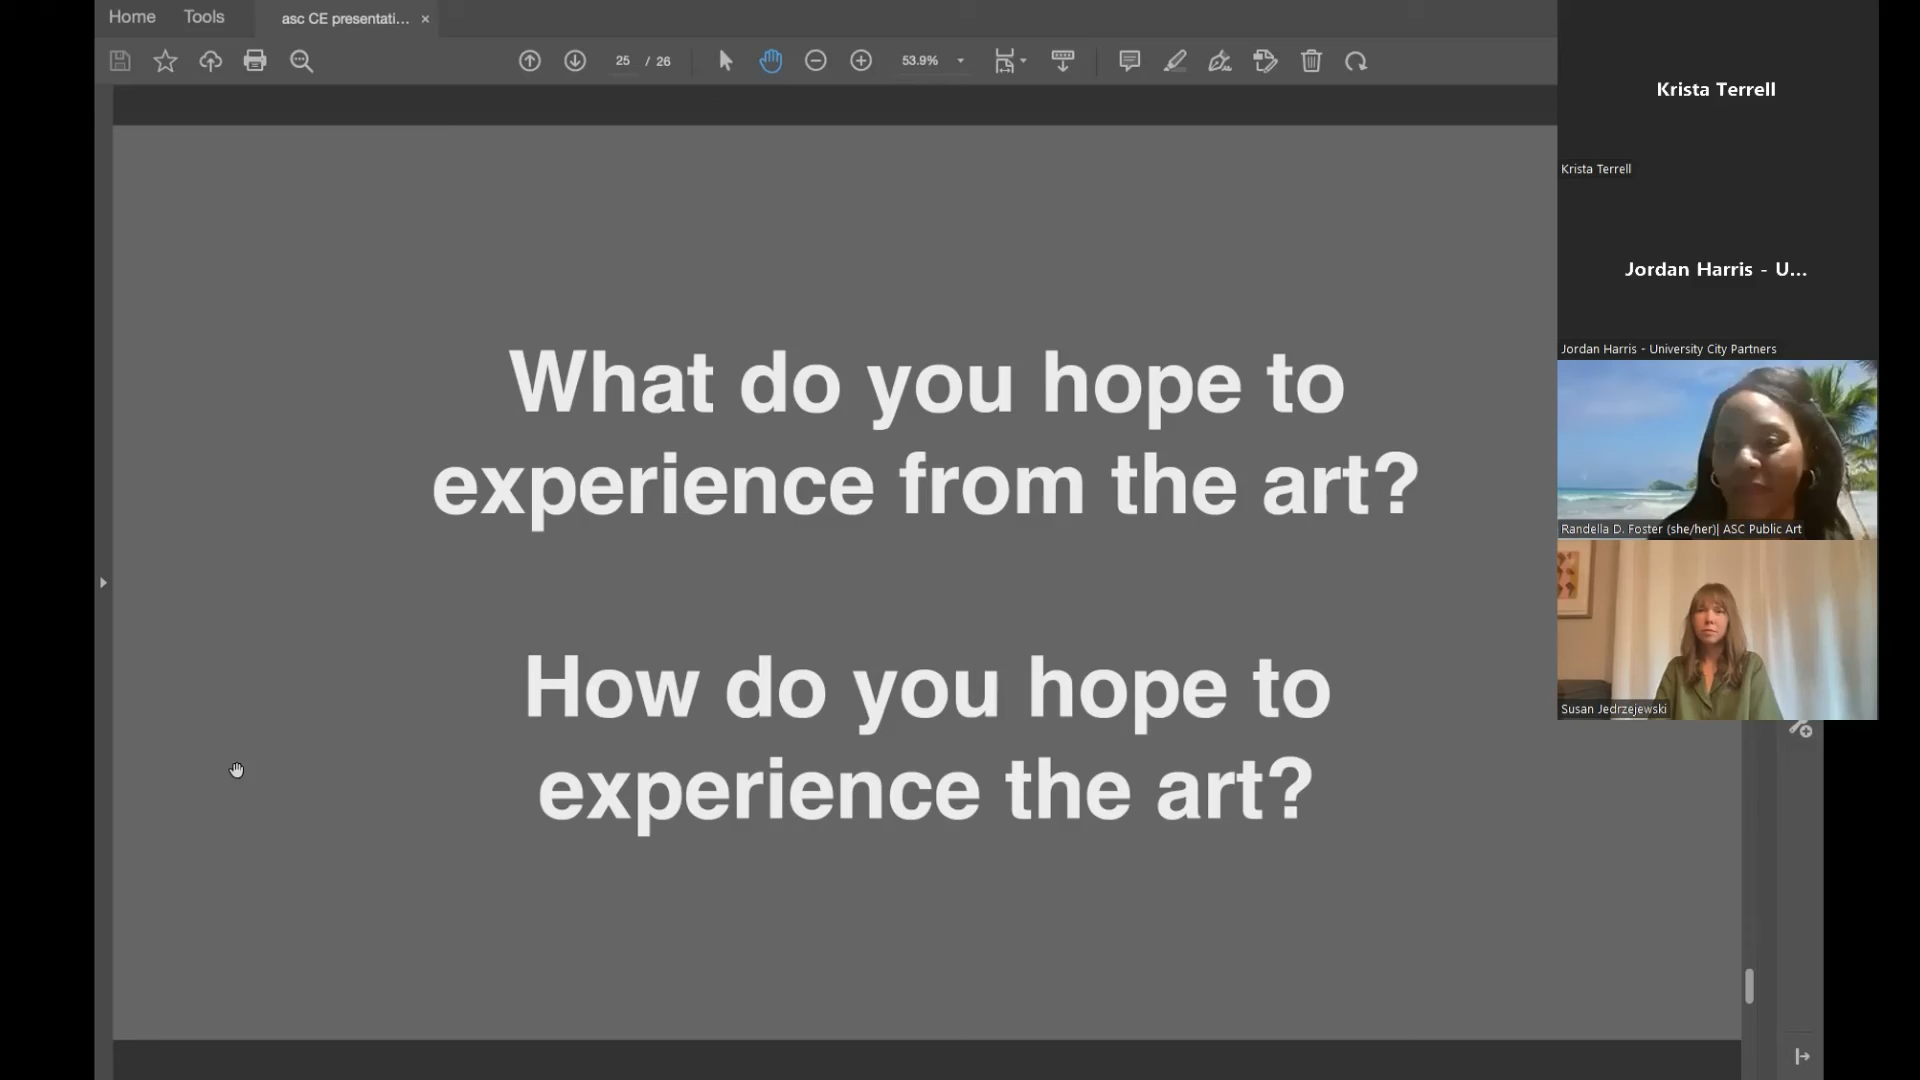 Home Tools asc CE presentati... ×
25 / 26 53.9%
What do you hope to
experience from the art?
How do you hope to
experience the art?
Krista Terrell
Krista Terrell
Jordan Harris - U...
Jordan Harris - University City Partners
Randella D. Foster (she/her)| ASC Public Art
Susan Jedrzejewski